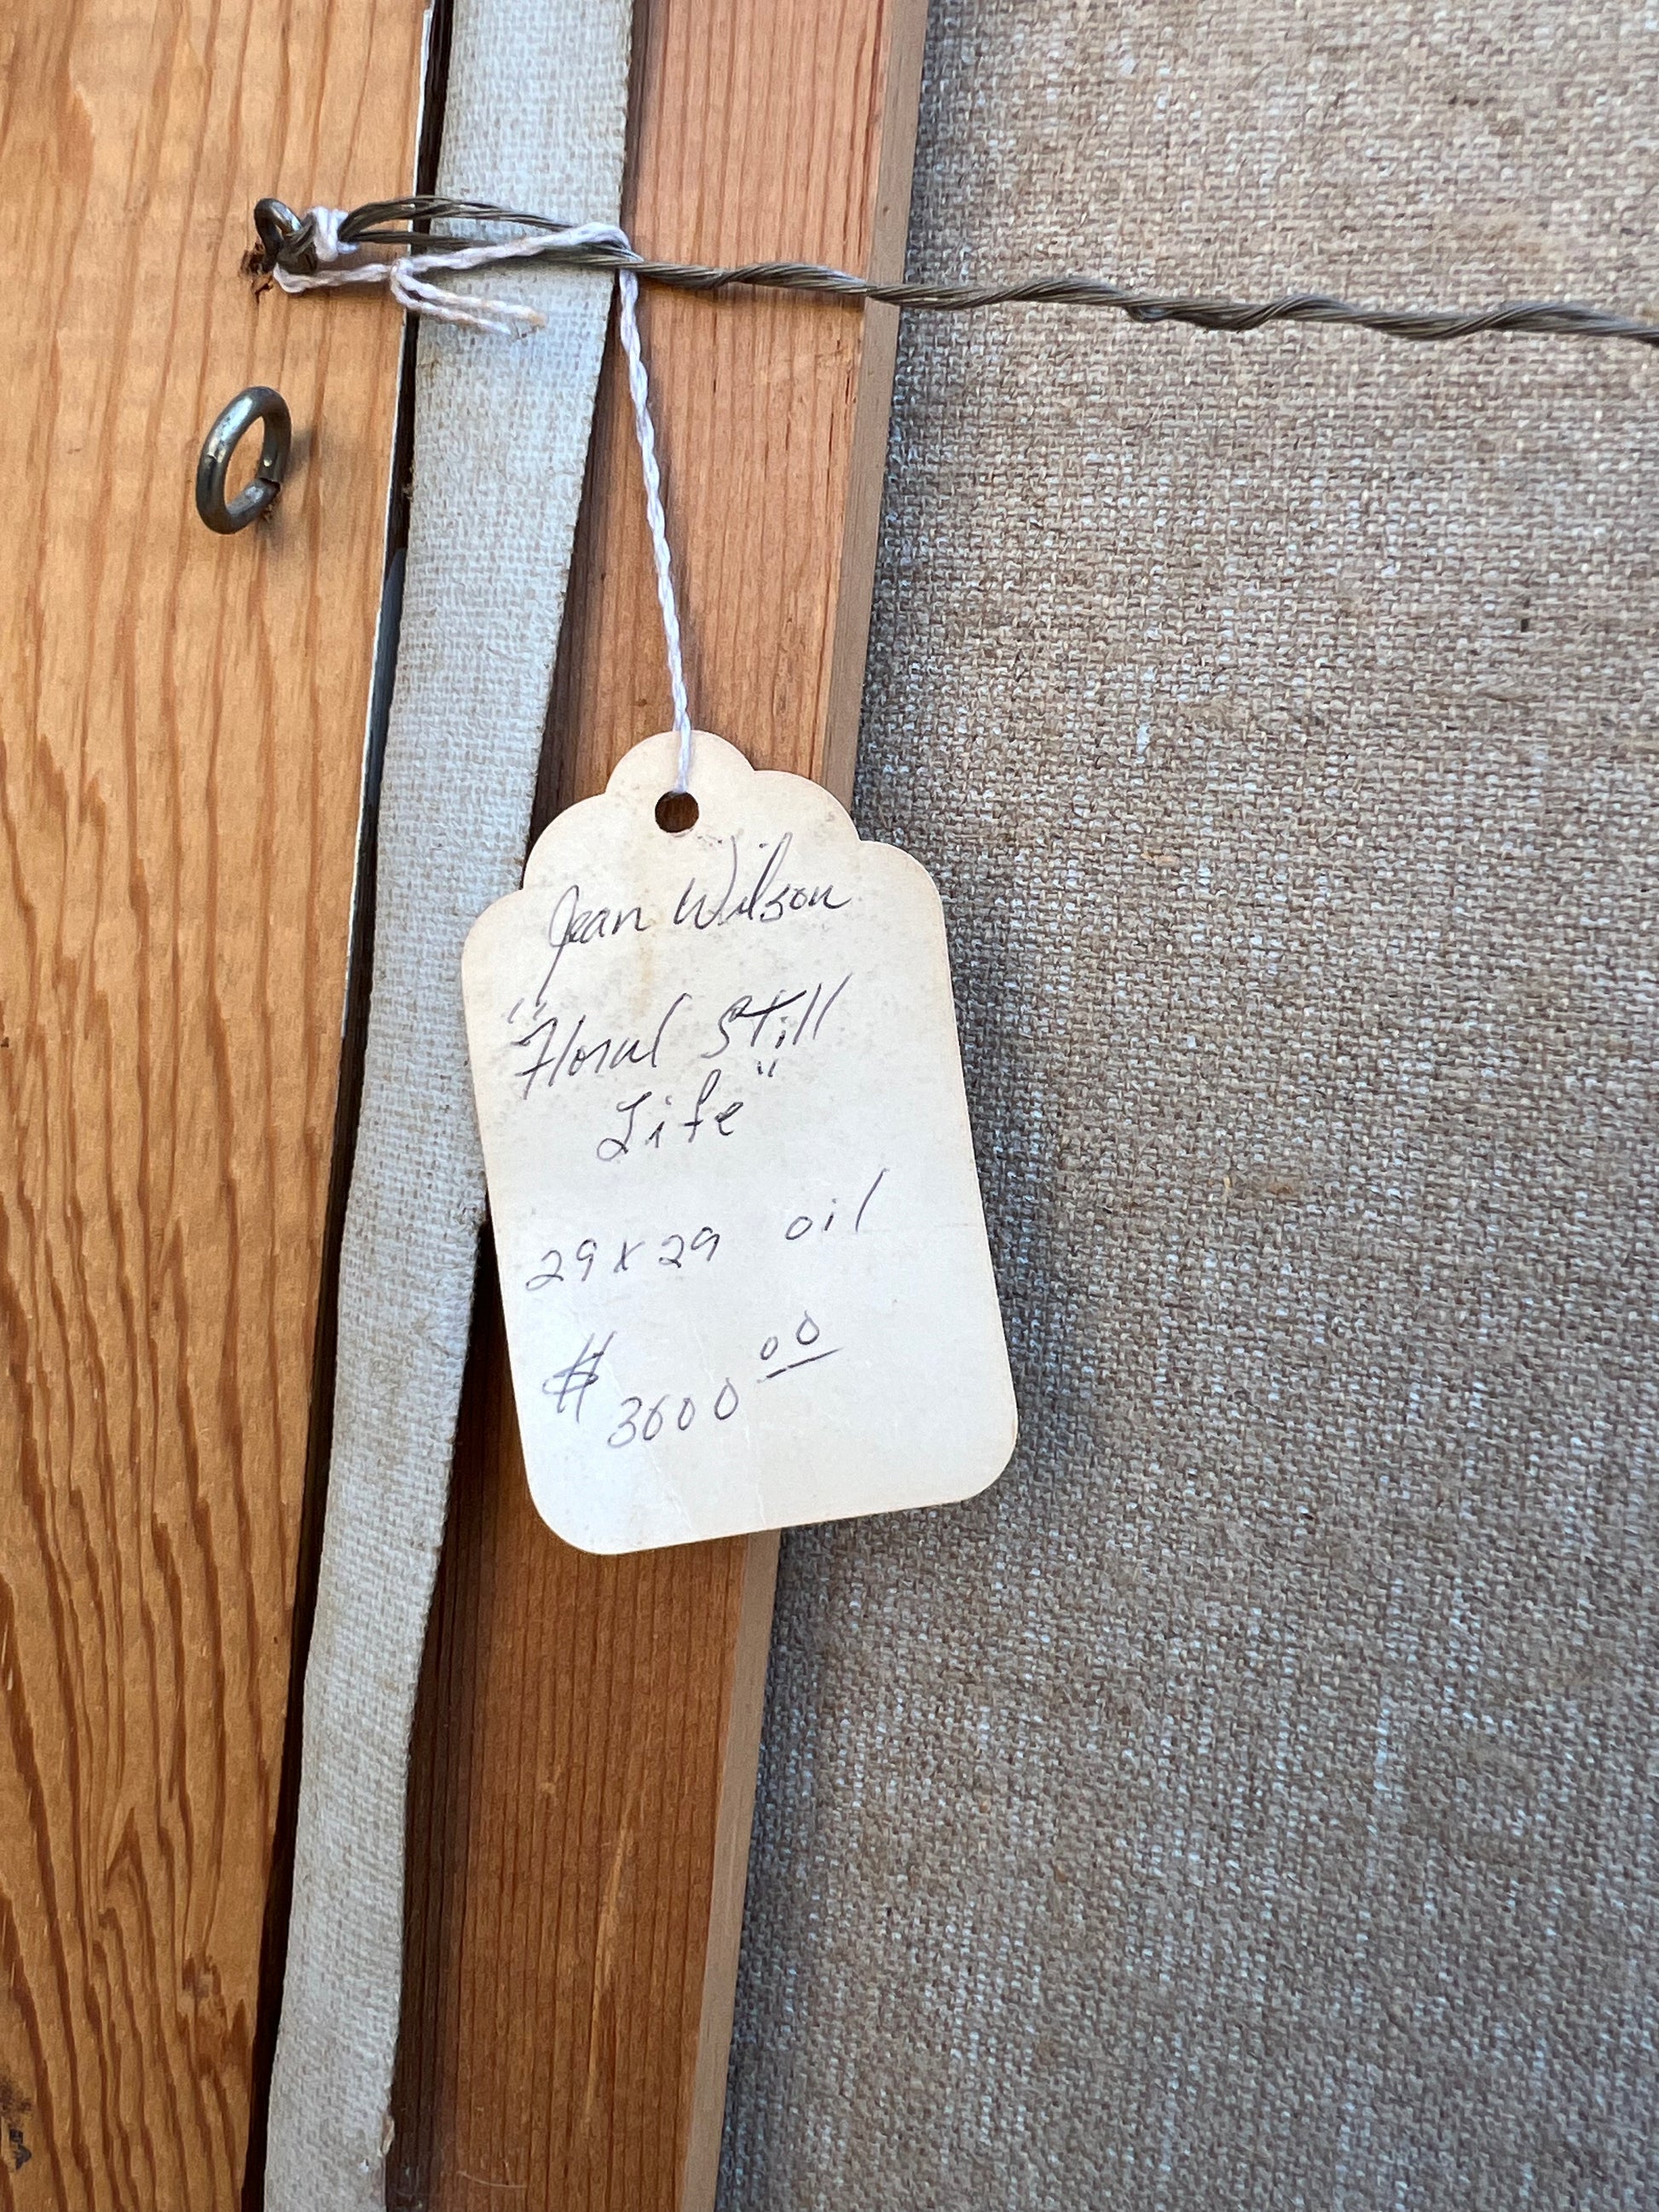 Jean Wilson
"Floral Still
Life"
29x29 oil
$ 3600 00